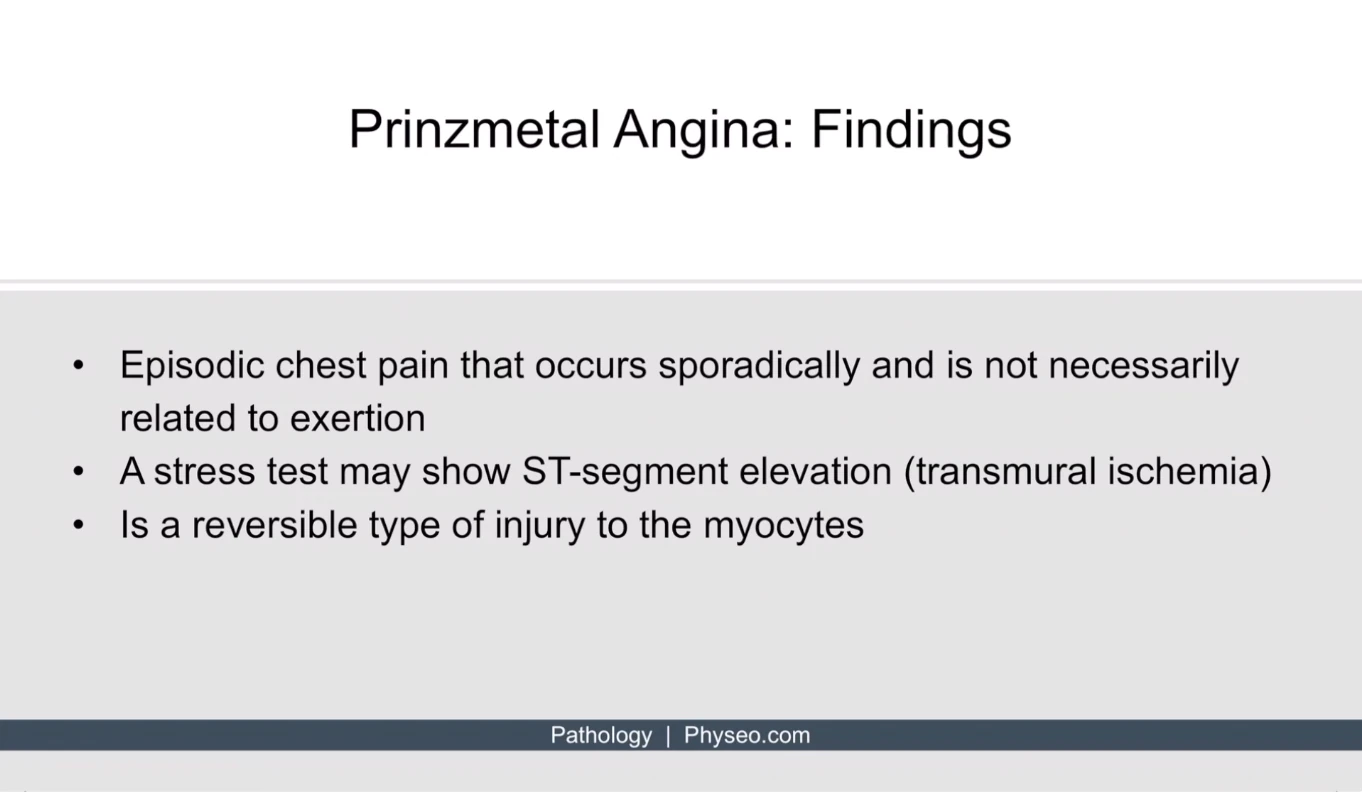 Prinzmetal Angina: Findings
• Episodic chest pain that occurs sporadically and is not necessarily
related to exertion
• A stress test may show ST-segment elevation (transmural ischemia)
• Is a reversible type of injury to the myocytes
Pathology | Physeo.com